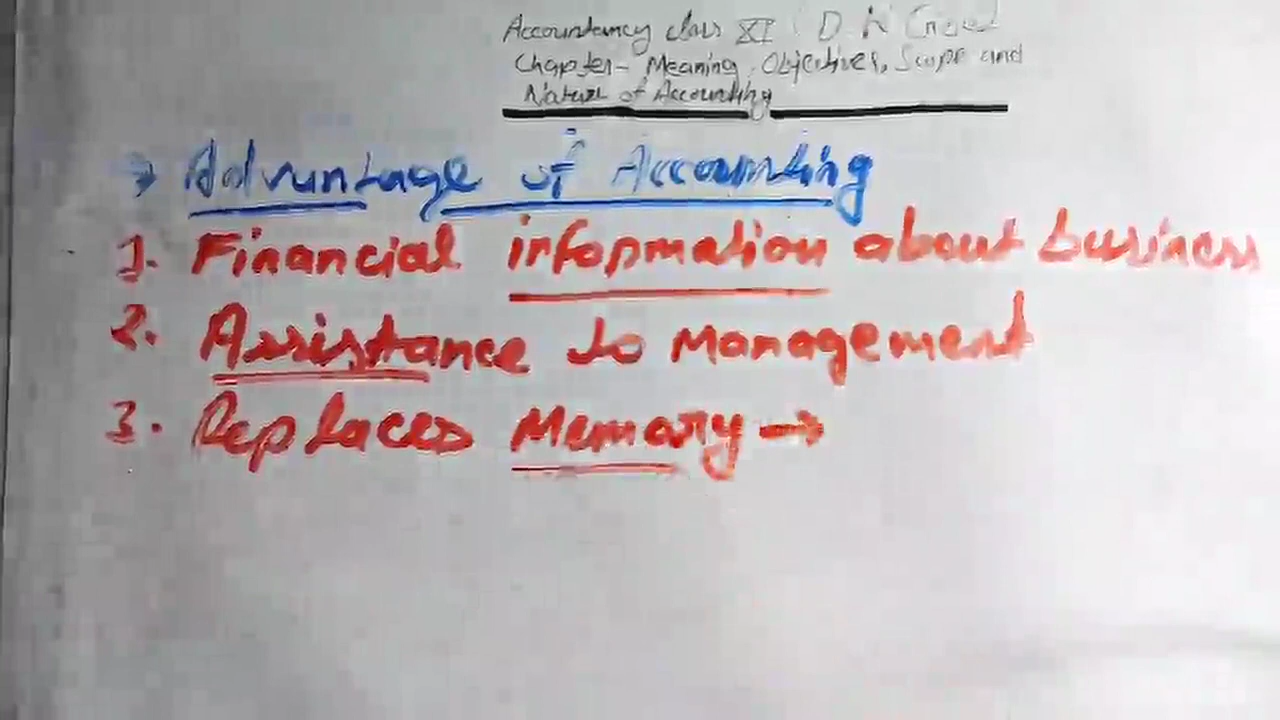 Accountancy class XI D K Goel
Chapter- Meaning, Objectives, Scope and
Nature of Accounting
→ Advantage of Accounting
1. Financial information about business
2. Assistance to Management
3. Replaces Memory →